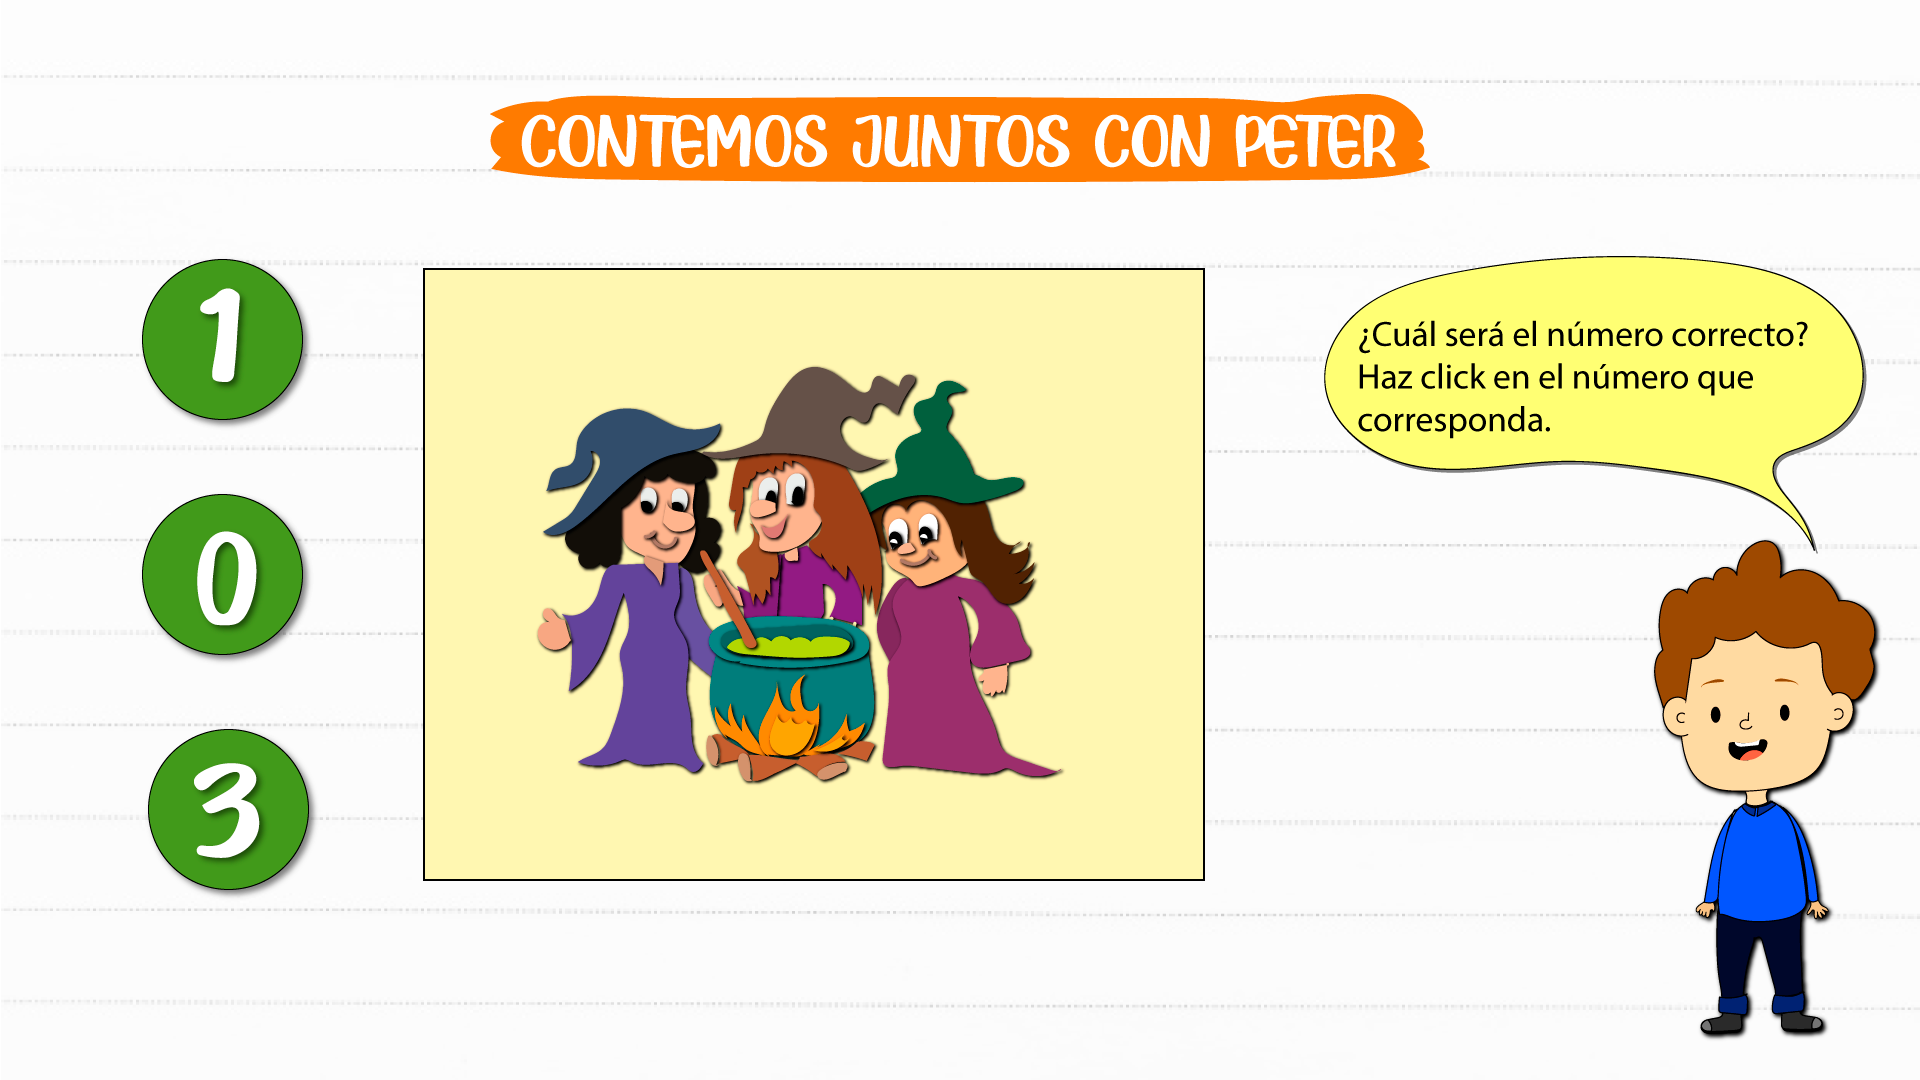 CONTEMOS JUNTOS CON PETER
1
0
3
¿Cuál será el número correcto?
Haz click en el número que
corresponda.